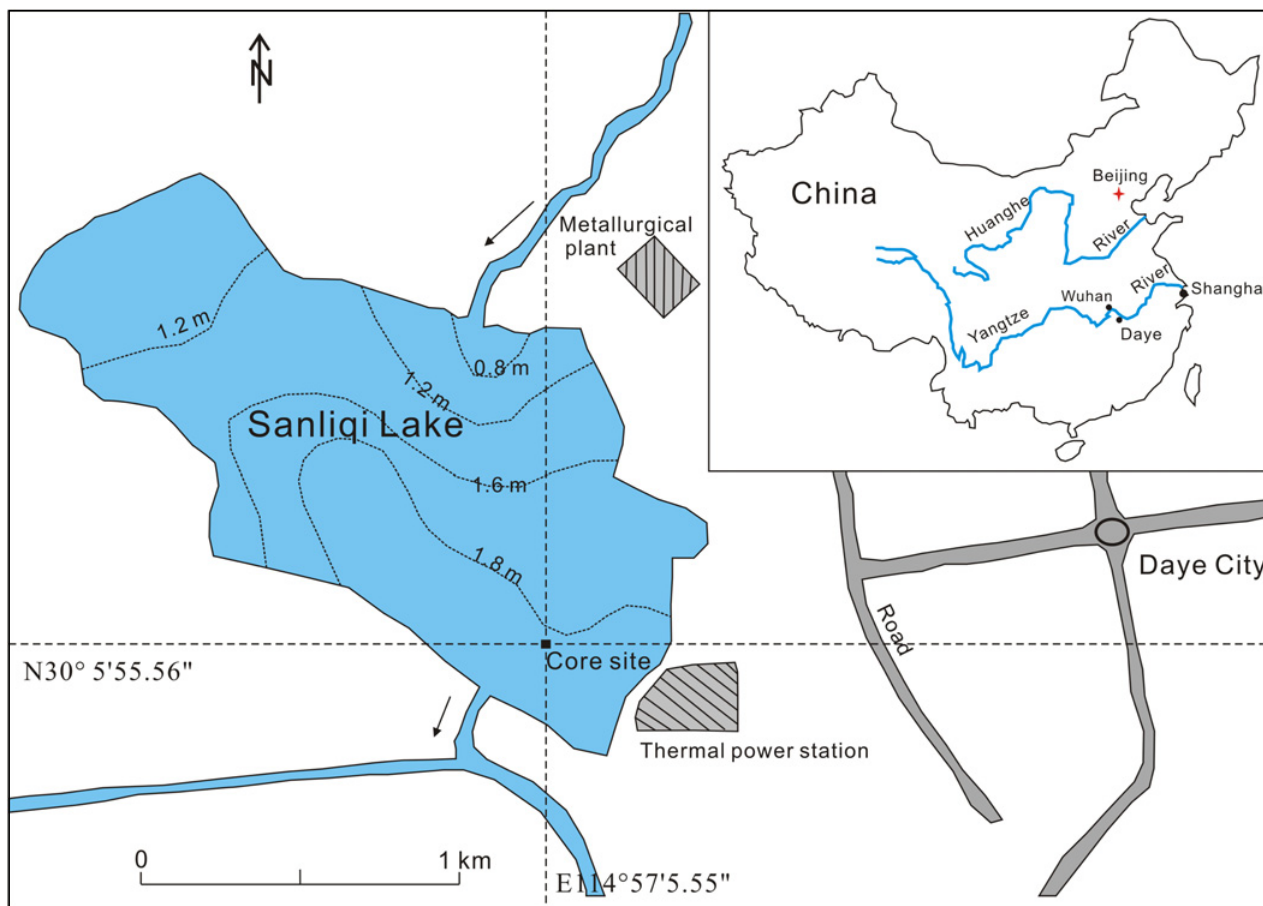 N
China
Beijing
Huanghe
River
Wuhan
River
Shangha
Yangtze
Daye
Metallurgical
plant
1.2 m
0.8 m
1.2 m
Sanliqi Lake
1.6 m
1.8 m
Daye City
Road
Core site
N30° 5'55.56"
Thermal power station
0
1 km
E114°57'5.55"